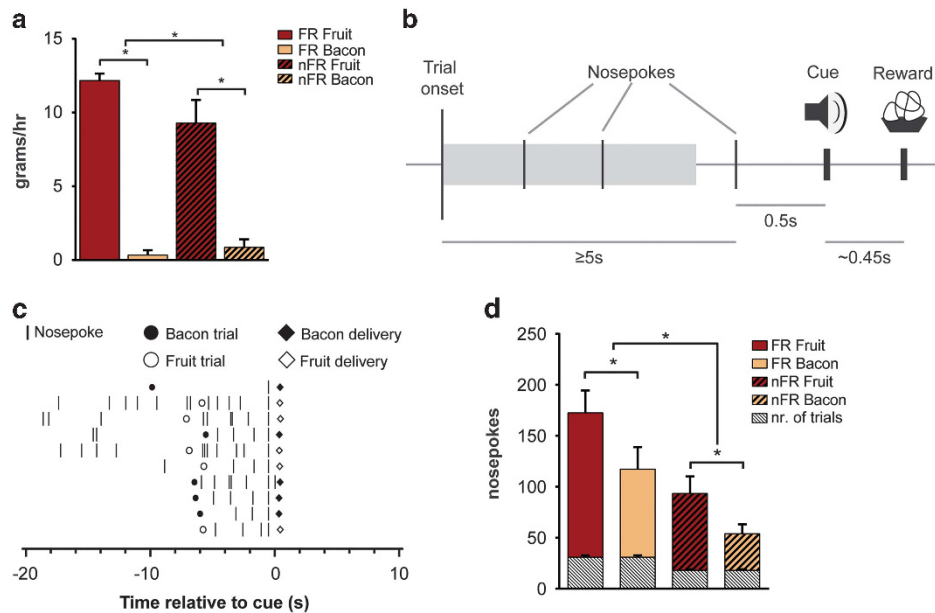 a
15
10
5
0
grams/hr
*
*
*
FR Fruit
FR Bacon
nFR Fruit
nFR Bacon
b
Trial
onset
Nosepokes
Cue
Reward
0.5s
≥5s
~0.45s
c
Nosepoke
Bacon trial
Bacon delivery
Fruit trial
Fruit delivery
-20
-10
0
10
Time relative to cue (s)
d
250
200
150
100
50
0
nosepokes
*
*
*
FR Fruit
FR Bacon
nFR Fruit
nFR Bacon
nr. of trials